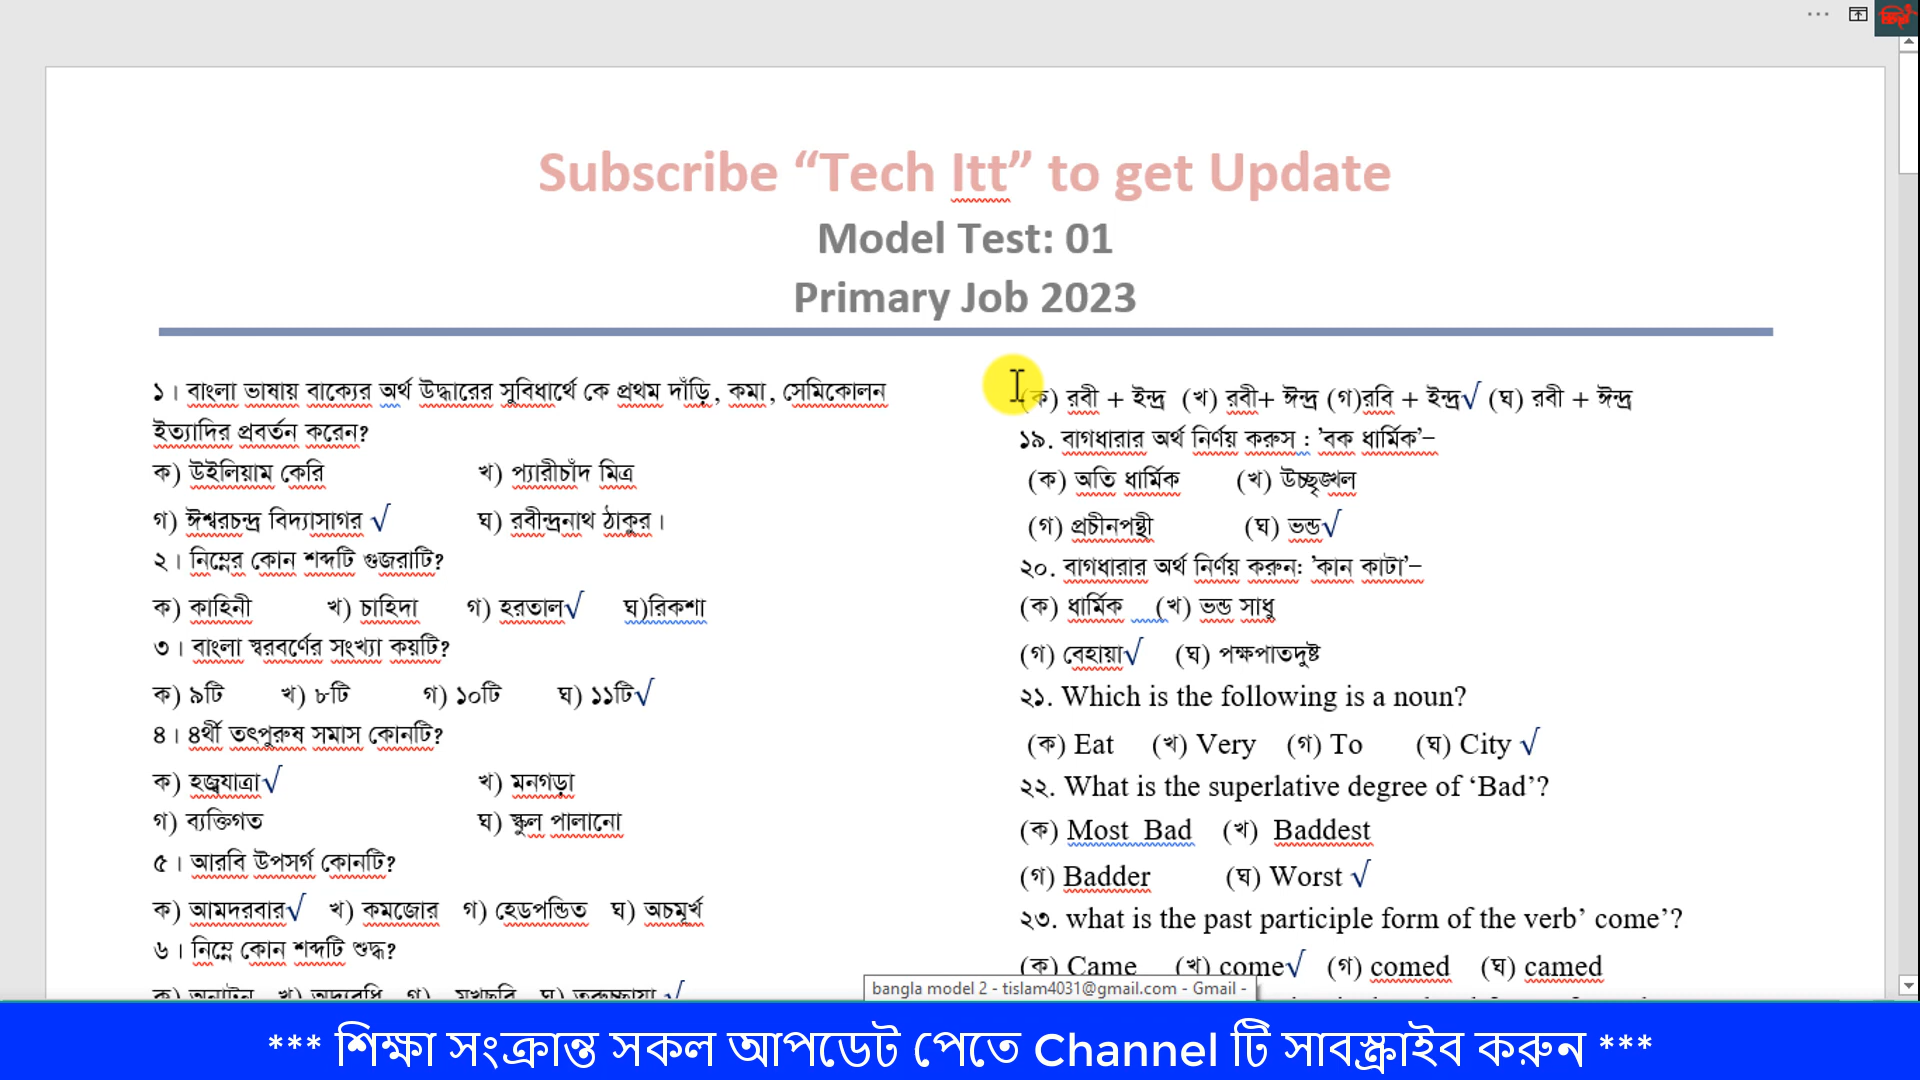 Subscribe “Tech Itt” to get Update
Model Test: 01
Primary Job 2023
১। বাংলা ভাষায় বাক্যের অর্থ উদ্ধারের সুবিধার্থে কে প্রথম দাঁড়ি, কমা, সেমিকোলন
ইত্যাদির প্রবর্তন করেন?
ক) উইলিয়াম কেরি খ) প্যারীচাঁদ মিত্র
গ) ঈশ্বরচন্দ্র বিদ্যাসাগর √ ঘ) রবীন্দ্রনাথ ঠাকুর।
২। নিম্নের কোন শব্দটি গুজরাটি?
ক) কাহিনী খ) চাহিদা গ) হরতাল√ ঘ)রিকশা
৩। বাংলা স্বরবর্ণের সংখ্যা কয়টি?
ক) ৯টি খ) ৮টি গ) ১০টি ঘ) ১১টি√
৪। ৪র্থী তৎপুরুষ সমাস কোনটি?
ক) হজ্বযাত্রা√ খ) মনগড়া
গ) ব্যক্তিগত ঘ) স্কুল পালানো
৫। আরবি উপসর্গ কোনটি?
ক) আমদরবার√ খ) কমজোর গ) হেডপন্ডিত ঘ) অচমূর্খ
৬। নিম্নে কোন শব্দটি শুদ্ধ?
ক) অনাটন খ) অদ্যবধি গ) মুখছবি ঘ) তরুচ্ছায়া √
(ক) রবী + ইন্দ্র (খ) রবী+ ঈন্দ্র (গ)রবি + ইন্দ্র√ (ঘ) রবী + ঈন্দ্র
১৯. বাগধারার অর্থ নির্ণয় করুস : ’বক ধার্মিক’–
(ক) অতি ধার্মিক (খ) উচ্ছৃঙ্খল
(গ) প্রচীনপন্থী (ঘ) ভন্ড√
২০. বাগধারার অর্থ নির্ণয় করুন: ’কান কাটা’–
(ক) ধার্মিক (খ) ভন্ড সাধু
(গ) বেহায়া√ (ঘ) পক্ষপাতদুষ্ট
২১. Which is the following is a noun?
(ক) Eat (খ) Very (গ) To (ঘ) City √
২২. What is the superlative degree of ‘Bad’?
(ক) Most Bad (খ) Baddest
(গ) Badder (ঘ) Worst √
২৩. what is the past participle form of the verb’ come’?
(ক) Came (খ) come√ (গ) comed (ঘ) camed
bangla model 2 - tislam4031@gmail.com - Gmail -
*** শিক্ষা সংক্রান্ত সকল আপডেট পেতে Channel টি সাবস্ক্রাইব করুন ***